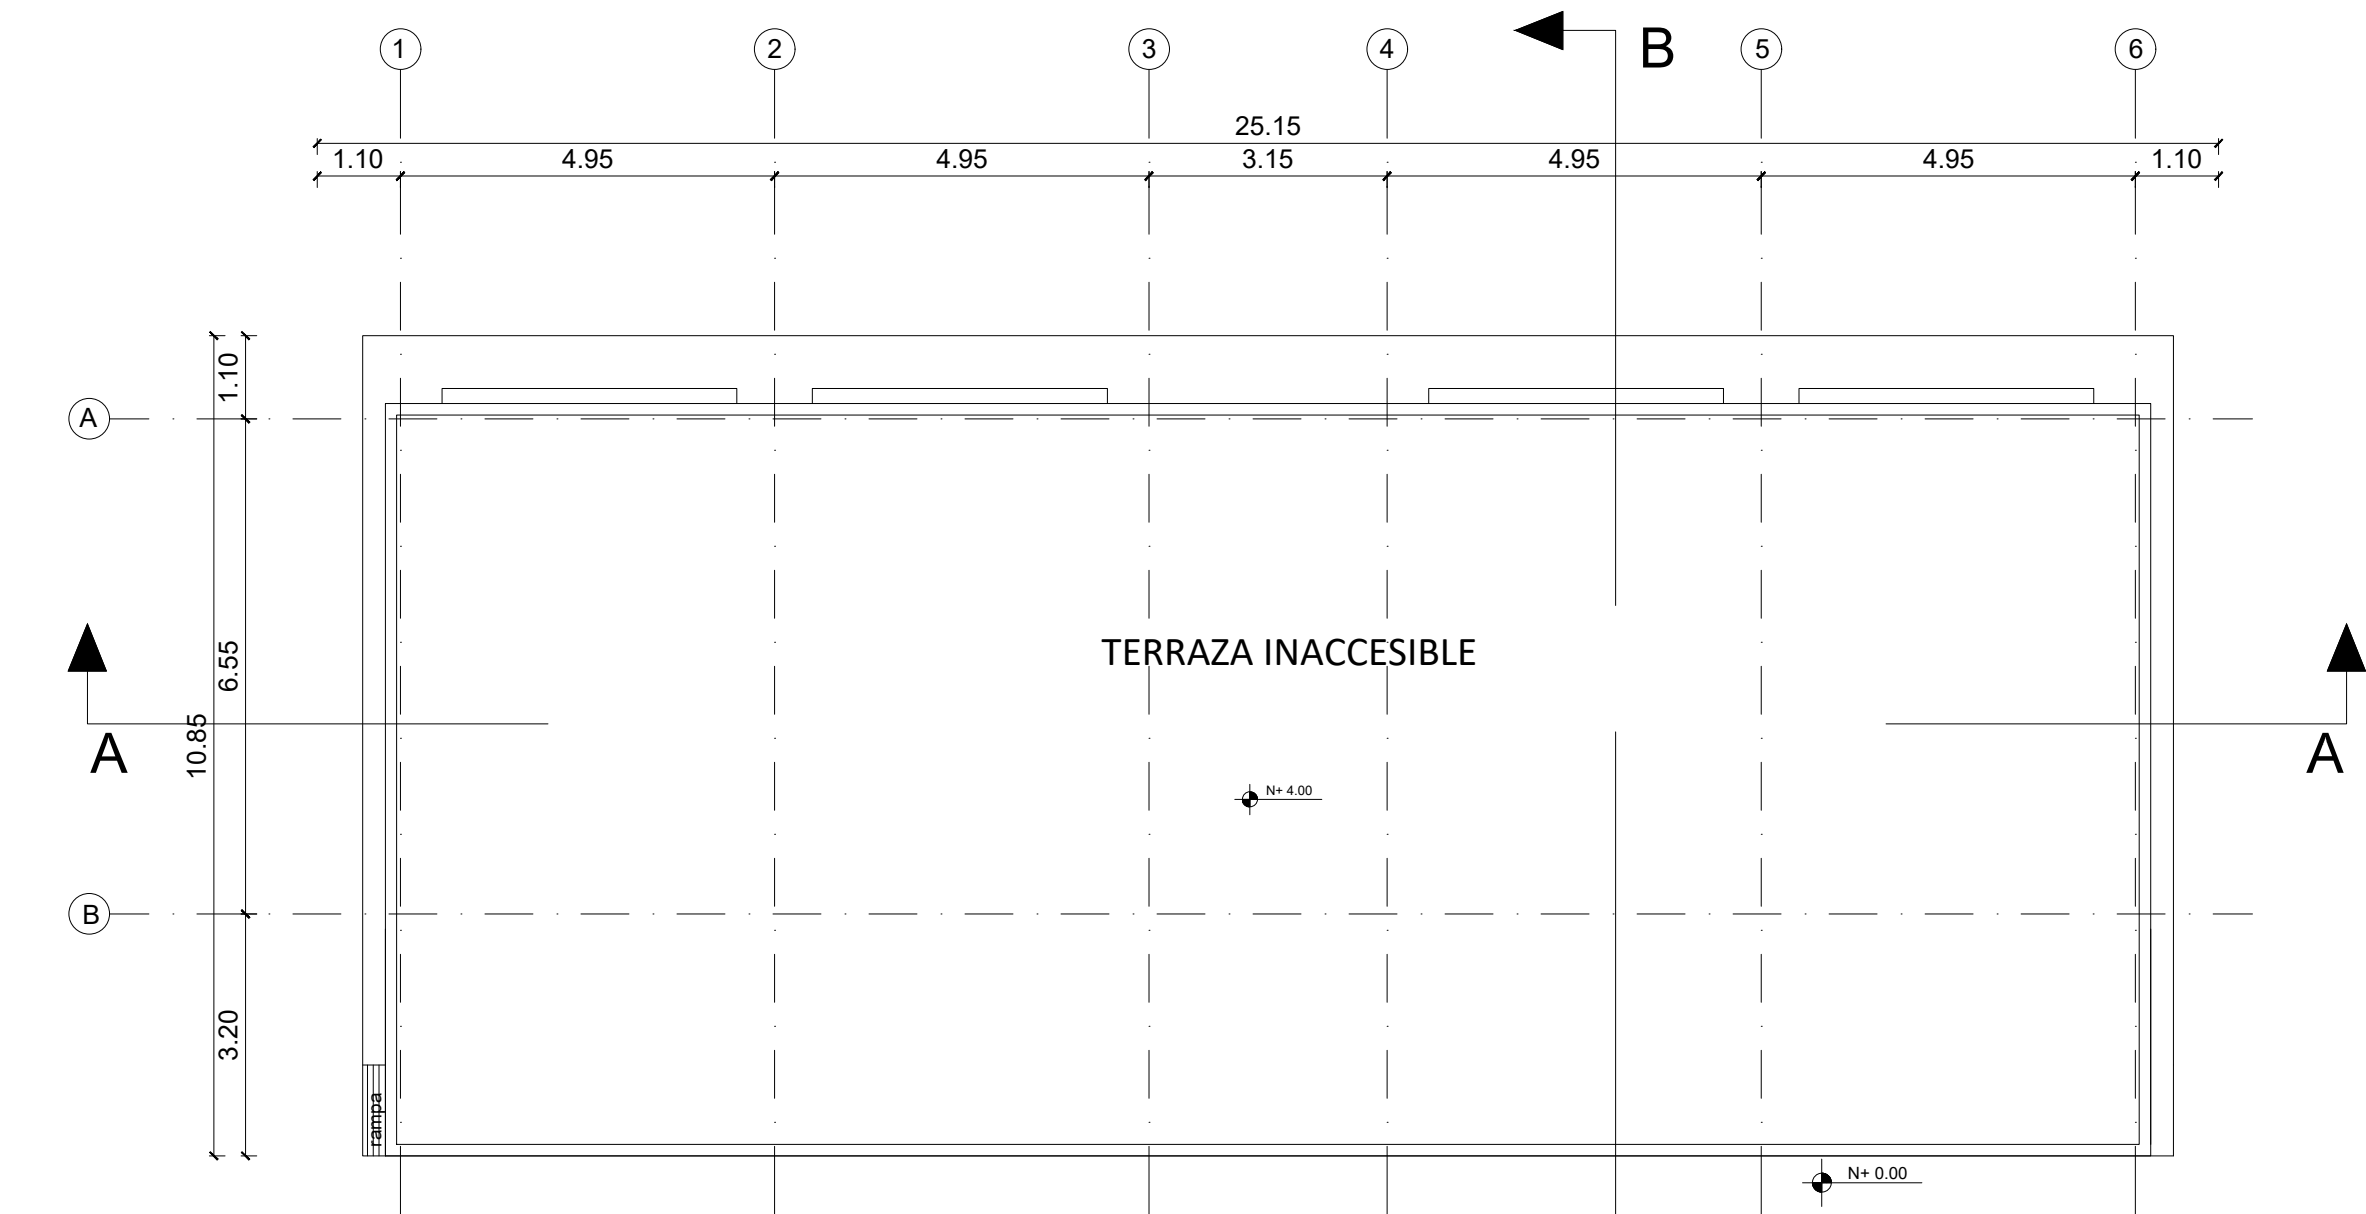 1 2 3 4 B 5 6
25.15
1.10 4.95 4.95 3.15 4.95 4.95 1.10
1.10
A
6.55
TERRAZA INACCESIBLE
10.85
A A
N+ 4.00
B
3.20
rampa
N+ 0.00